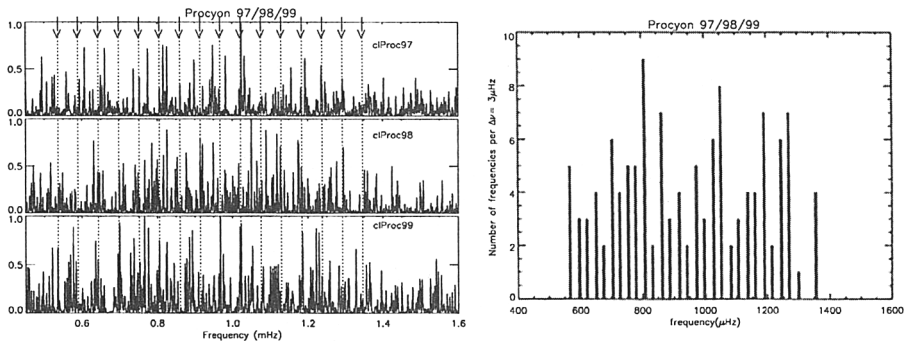 Procyon 97/98/99
clProc97
1.0
0.5
0.0
clProc98
1.0
0.5
0.0
clProc99
1.0
0.5
0.0
0.6 0.8 1.0 1.2 1.4 1.6
Frequency (mHz)
Procyon 97/98/99
Number of frequencies per Δν= 3μHz
10
8
6
4
2
0
400 600 800 1000 1200 1400 1600
frequency(μHz)